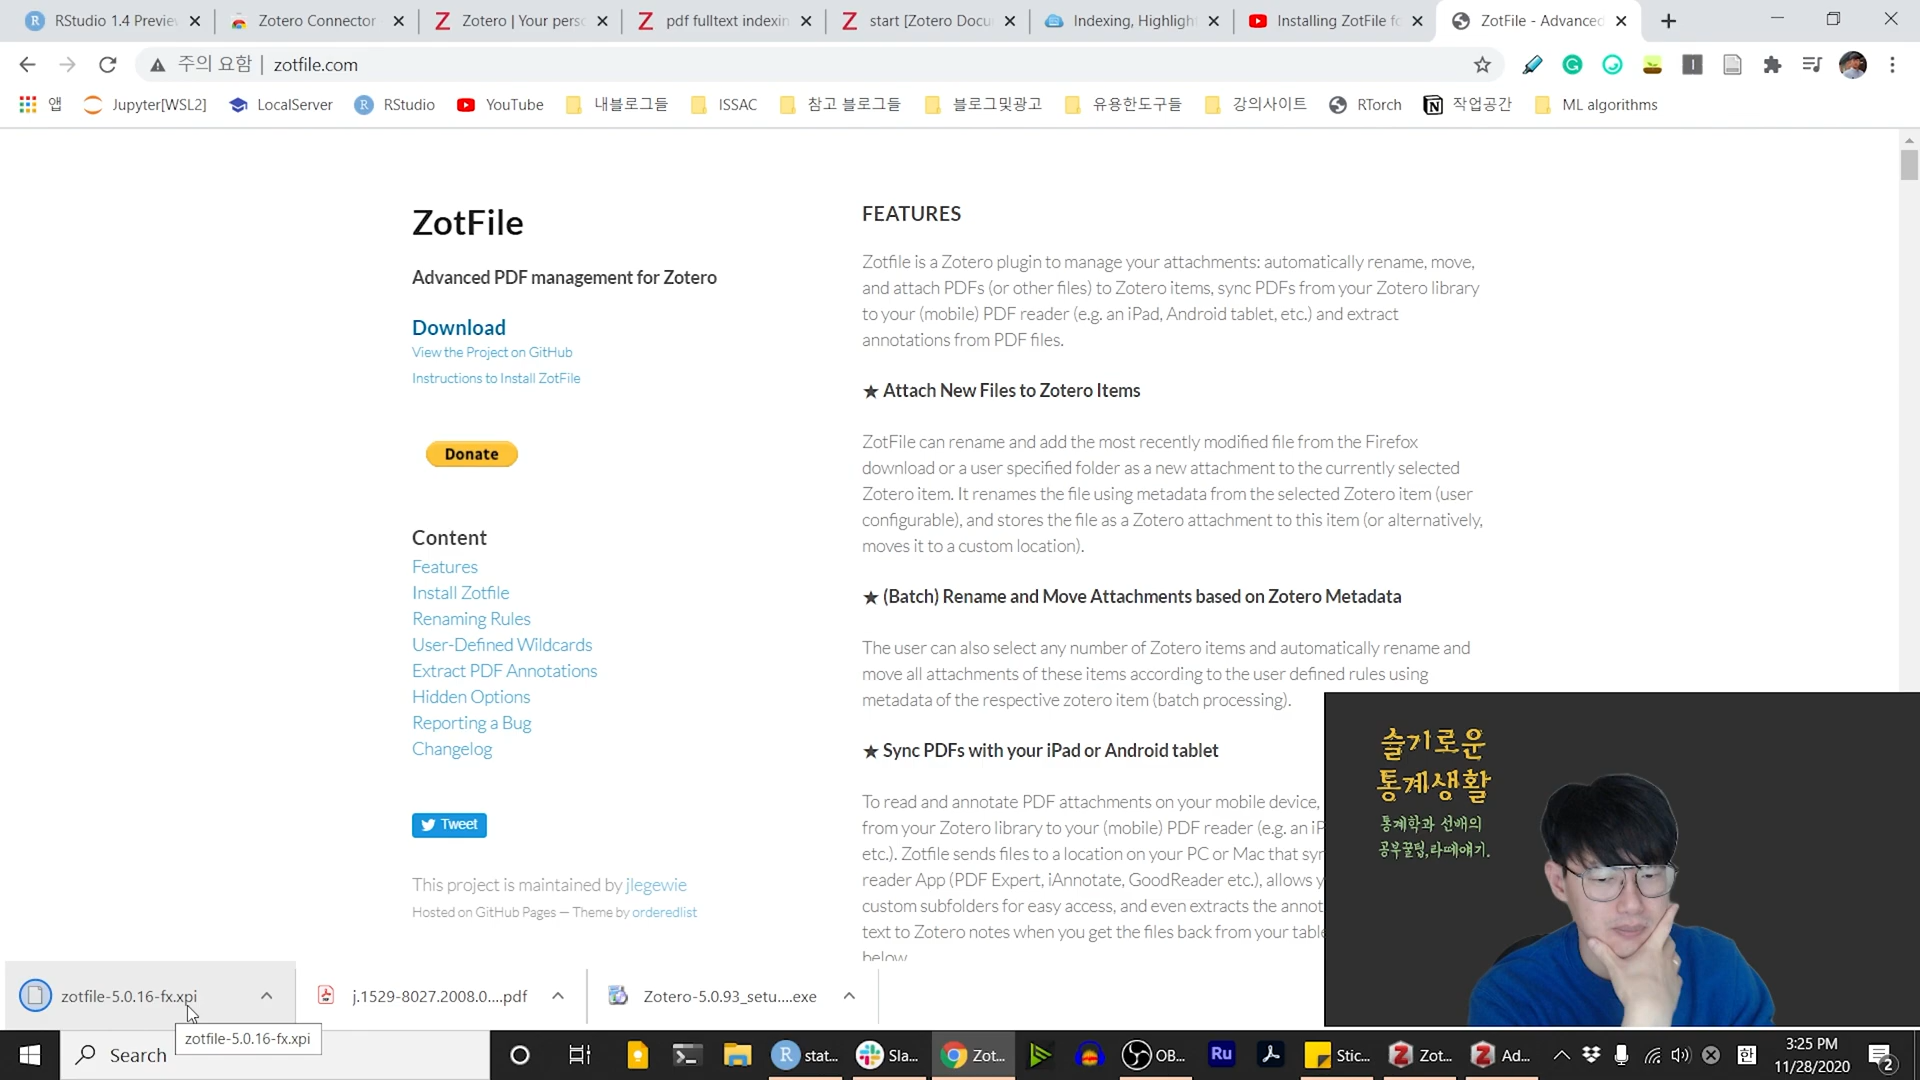 RStudio 1.4 Previe
Zotero Connector
Zotero | Your perso
pdf fulltext indexin
start [Zotero Docu
Indexing, Highlight
Installing ZotFile fo
ZotFile - Advanced
주의 요함 | zotfile.com
앱
Jupyter[WSL2]
LocalServer
RStudio
YouTube
내블로그들
ISSAC
참고 블로그들
블로그및광고
유용한도구들
강의사이트
RTorch
작업공간
ML algorithms
ZotFile
Advanced PDF management for Zotero
Download
View the Project on GitHub
Instructions to Install ZotFile
Donate
Content
Features
Install Zotfile
Renaming Rules
User-Defined Wildcards
Extract PDF Annotations
Hidden Options
Reporting a Bug
Changelog
Tweet
This project is maintained by jlegewie
Hosted on GitHub Pages — Theme by orderedlist
FEATURES
Zotfile is a Zotero plugin to manage your attachments: automatically rename, move,
and attach PDFs (or other files) to Zotero items, sync PDFs from your Zotero library
to your (mobile) PDF reader (e.g. an iPad, Android tablet, etc.) and extract
annotations from PDF files.
★ Attach New Files to Zotero Items
ZotFile can rename and add the most recently modified file from the Firefox
download or a user specified folder as a new attachment to the currently selected
Zotero item. It renames the file using metadata from the selected Zotero item (user
configurable), and stores the file as a Zotero attachment to this item (or alternatively,
moves it to a custom location).
★ (Batch) Rename and Move Attachments based on Zotero Metadata
The user can also select any number of Zotero items and automatically rename and
move all attachments of these items according to the user defined rules using
metadata of the respective zotero item (batch processing).
★ Sync PDFs with your iPad or Android tablet
To read and annotate PDF attachments on your mobile device,
from your Zotero library to your (mobile) PDF reader (e.g. an iP
etc.). Zotfile sends files to a location on your PC or Mac that syn
reader App (PDF Expert, iAnnotate, GoodReader etc.), allows y
custom subfolders for easy access, and even extracts the annot
text to Zotero notes when you get the files back from your table
below.
슬기로운
통계생활
통계학과 선배의
공부꿀팁,라떼얘기.
zotfile-5.0.16-fx.xpi
j.1529-8027.2008.0....pdf
Zotero-5.0.93_setu....exe
zotfile-5.0.16-fx.xpi
Search
stat...
Sla...
Zot...
OB...
Ru
Stic...
Zot...
Ad...
한
3:25 PM
11/28/2020
2